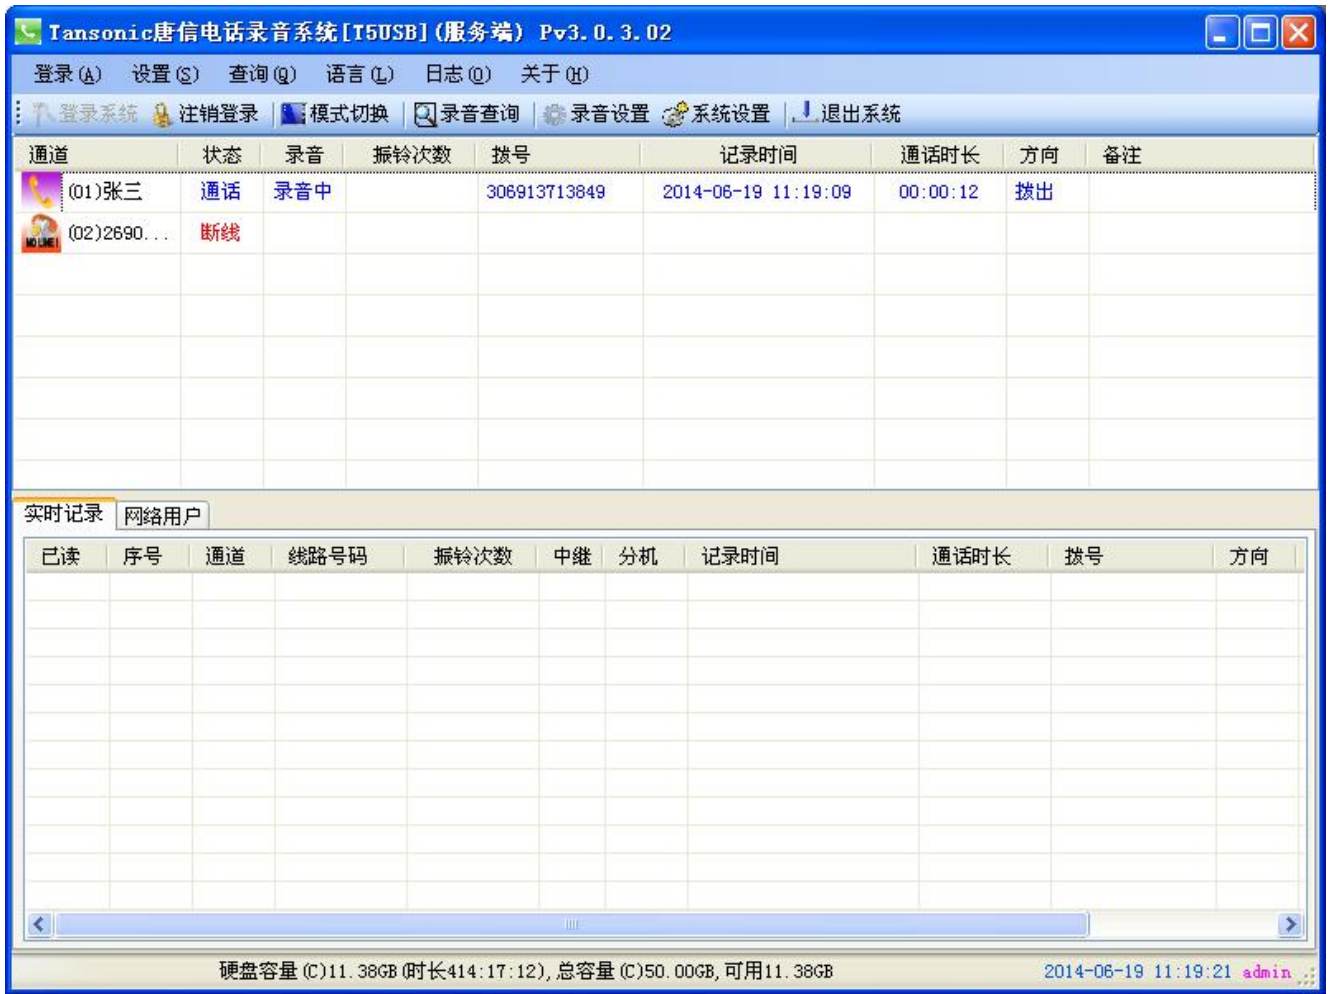 Tansonic唐信电话录音系统[T5USB](服务端) Pv3.0.3.02
登录(A) 设置(S) 查询(Q) 语言(L) 日志(O) 关于(H)
登录系统 注销登录 模式切换 录音查询 录音设置 系统设置 退出系统
通道 状态 录音 振铃次数 拨号 记录时间 通话时长 方向 备注
(01)张三 通话 录音中 306913713849 2014-06-19 11:19:09 00:00:12 拨出
NO LINE! (02)2690... 断线
实时记录 网络用户
已读 序号 通道 线路号码 振铃次数 中继 分机 记录时间 通话时长 拨号 方向
硬盘容量(C)11.38GB(时长414:17:12),总容量(C)50.00GB,可用11.38GB 2014-06-19 11:19:21 admin